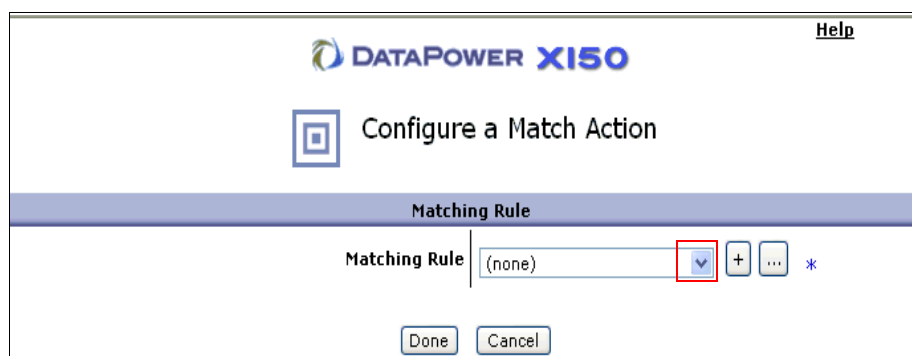 Help
DATAPOWER XI50
Configure a Match Action
Matching Rule
Matching Rule (none) + ... *
Done Cancel